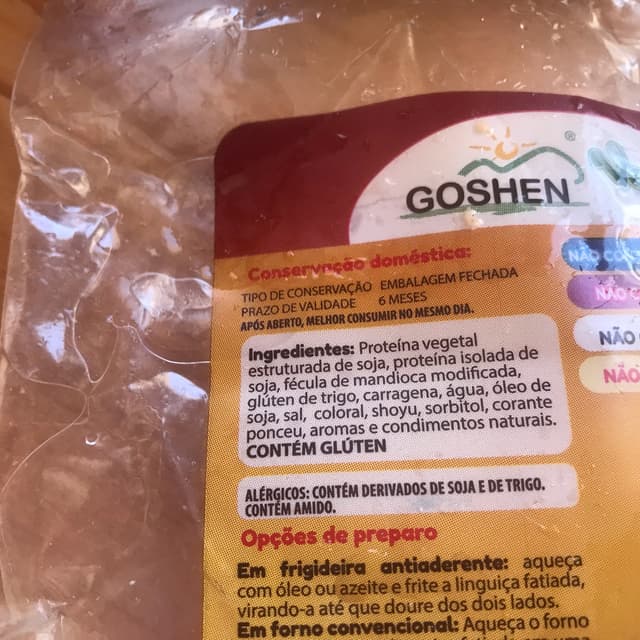 GOSHEN
®
Conservação doméstica:
TIPO DE CONSERVAÇÃO EMBALAGEM FECHADA
PRAZO DE VALIDADE 6 MESES
APÓS ABERTO, MELHOR CONSUMIR NO MESMO DIA.
NÃO
NÃO
NÃO
NÃO
Ingredientes: Proteína vegetal
estruturada de soja, proteína isolada de
soja, fécula de mandioca modificada,
glúten de trigo, carragena, água, óleo de
soja, sal, coloral, shoyu, sorbitol, corante
ponceu, aromas e condimentos naturais.
CONTÉM GLÚTEN
ALÉRGICOS: CONTÉM DERIVADOS DE SOJA E DE TRIGO.
CONTÉM AMIDO.
Opções de preparo
Em frigideira antiaderente: aqueça
com óleo ou azeite e frite a linguiça fatiada,
virando-a até que doure dos dois lados.
Em forno convencional: Aqueça o forno